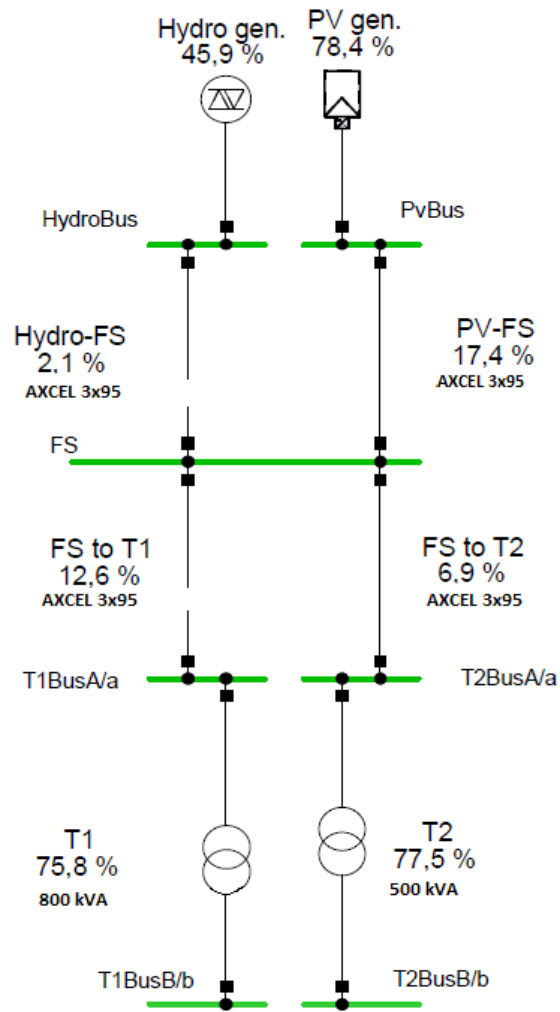 Hydro gen.
45,9 %
PV gen.
78,4 %
HydroBus
PvBus
Hydro-FS
2,1 %
AXCEL 3x95
PV-FS
17,4 %
AXCEL 3x95
FS
FS to T1
12,6 %
AXCEL 3x95
FS to T2
6,9 %
AXCEL 3x95
T1BusA/a
T2BusA/a
T1
75,8 %
800 kVA
T2
77,5 %
500 kVA
T1BusB/b
T2BusB/b